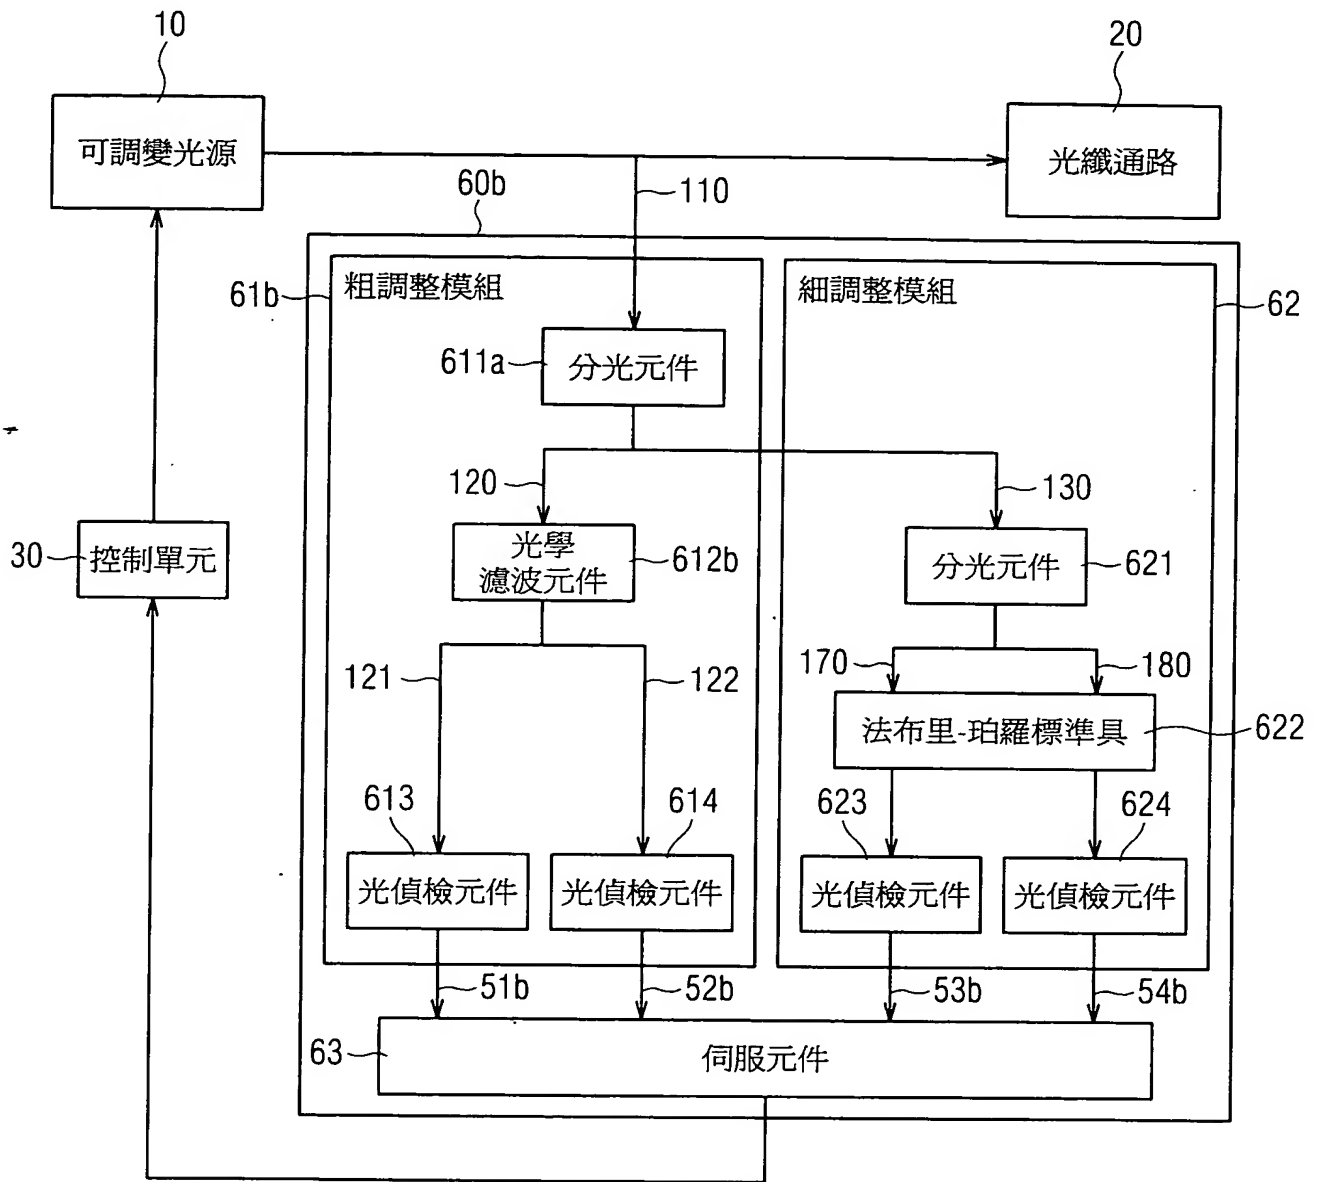 10
20
可調變光源
光纖通路
60b
110
61b
粗調整模組
細調整模組
62
611a
分光元件
120
130
30
控制單元
光學
濾波元件
612b
分光元件
621
121
122
170
180
法布里-珀羅標準具
622
613
614
623
624
光偵檢元件
光偵檢元件
光偵檢元件
光偵檢元件
51b
52b
53b
54b
63
伺服元件